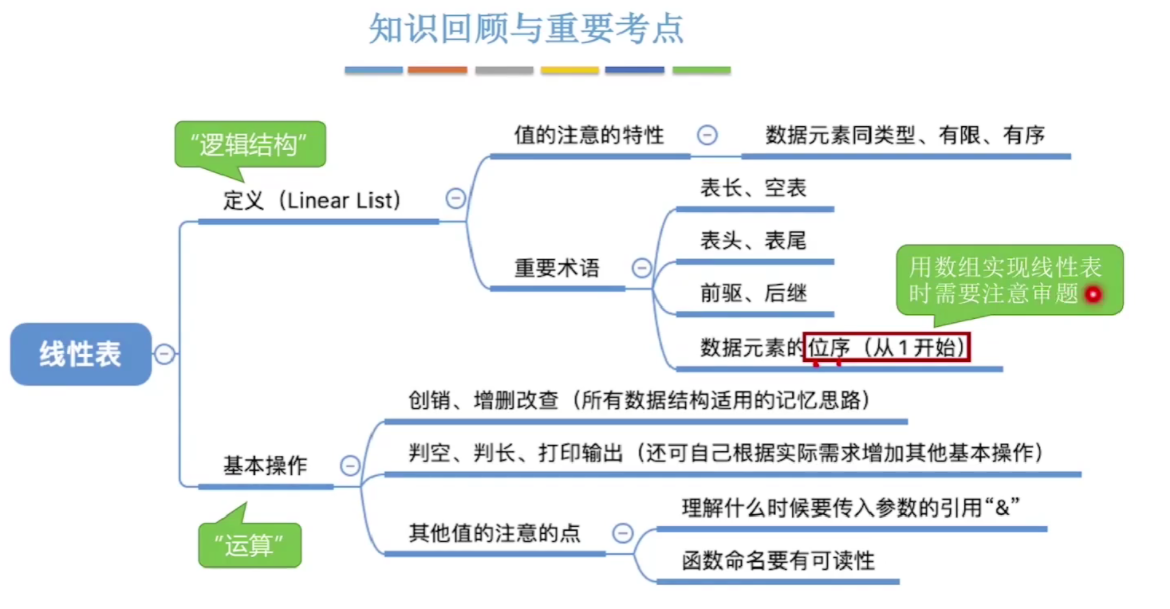 知识回顾与重要考点
“逻辑结构”
定义（Linear List）
值的注意的特性
数据元素同类型、有限、有序
重要术语
表长、空表
表头、表尾
前驱、后继
数据元素的位序（从1开始）
用数组实现线性表
时需要注意审题
线性表
基本操作
“运算”
创销、增删改查（所有数据结构适用的记忆思路）
判空、判长、打印输出（还可自己根据实际需求增加其他基本操作）
其他值的注意的点
理解什么时候要传入参数的引用“&”
函数命名要有可读性